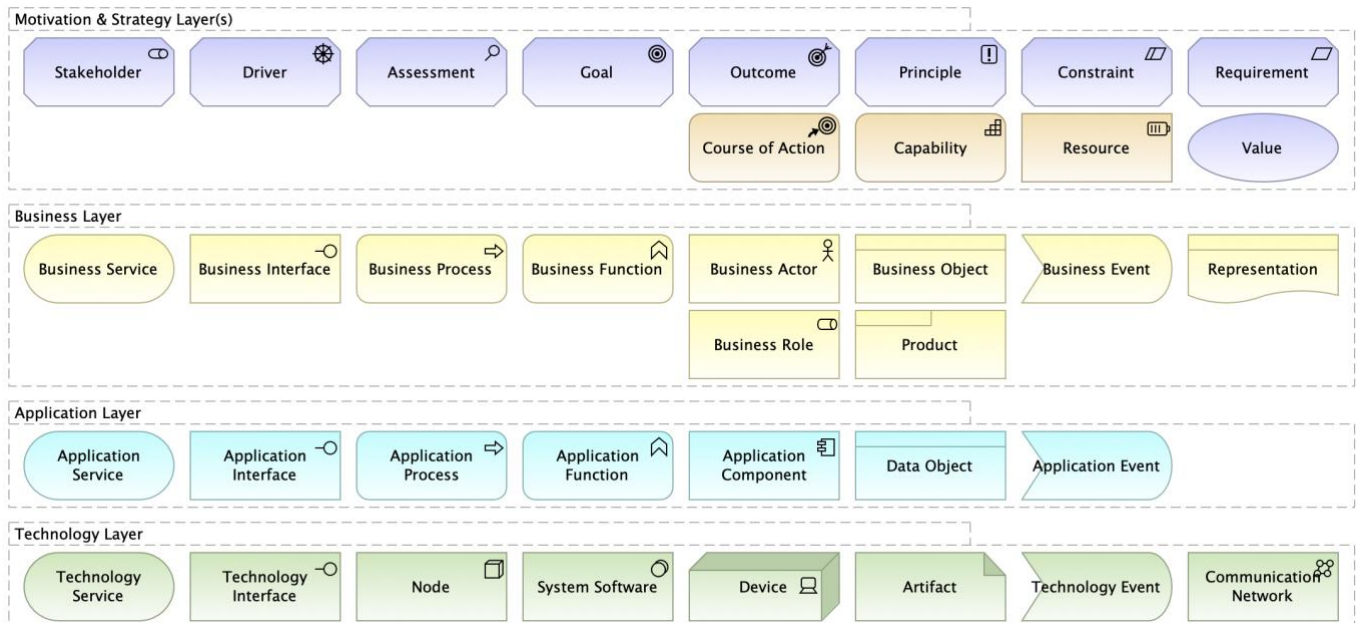 Motivation & Strategy Layer(s)
Stakeholder
Driver
Assessment
Goal
Outcome
Principle
Constraint
Requirement
Course of Action
Capability
Resource
Value
Business Layer
Business Service
Business Interface
Business Process
Business Function
Business Actor
Business Object
Business Event
Representation
Business Role
Product
Application Layer
Application
Service
Application
Interface
Application
Process
Application
Function
Application
Component
Data Object
Application Event
Technology Layer
Technology
Service
Technology
Interface
Node
System Software
Device
Artifact
Technology Event
Communication
Network